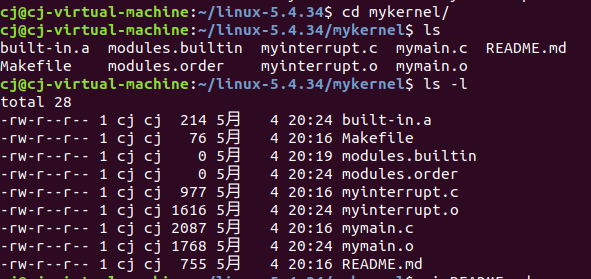 cj@cj-virtual-machine:~/linux-5.4.34$ cd mykernel/
cj@cj-virtual-machine:~/linux-5.4.34/mykernel$ ls
built-in.a  modules.builtin  myinterrupt.c  mymain.c  README.md
Makefile    modules.order    myinterrupt.o  mymain.o
cj@cj-virtual-machine:~/linux-5.4.34/mykernel$ ls -l
total 28
-rw-r--r-- 1 cj cj  214 5月   4 20:24 built-in.a
-rw-r--r-- 1 cj cj   76 5月   4 20:16 Makefile
-rw-r--r-- 1 cj cj    0 5月   4 20:19 modules.builtin
-rw-r--r-- 1 cj cj    0 5月   4 20:24 modules.order
-rw-r--r-- 1 cj cj  977 5月   4 20:16 myinterrupt.c
-rw-r--r-- 1 cj cj 1616 5月   4 20:24 myinterrupt.o
-rw-r--r-- 1 cj cj 2087 5月   4 20:16 mymain.c
-rw-r--r-- 1 cj cj 1768 5月   4 20:24 mymain.o
-rw-r--r-- 1 cj cj  755 5月   4 20:16 README.md